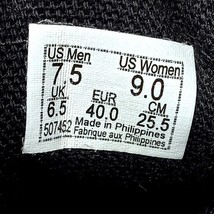 US Men US Women
7.5 9.0
UK EUR CM
6.5 40.0 25.5
507452 Made in Philippines
Fabrique aux Philippines